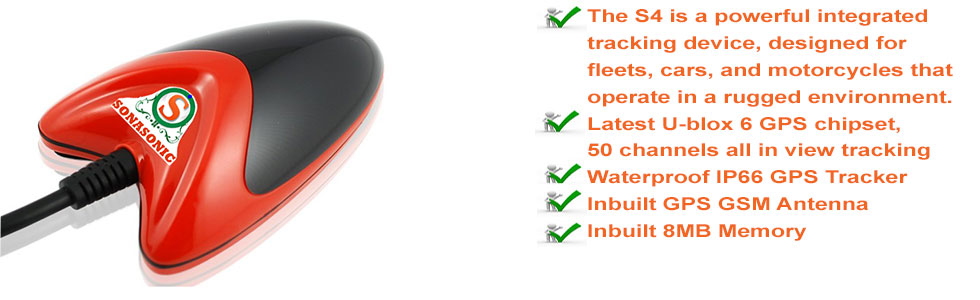 S
SONASONIC
The S4 is a powerful integrated
tracking device, designed for
fleets, cars, and motorcycles that
operate in a rugged environment.
Latest U-blox 6 GPS chipset,
50 channels all in view tracking
Waterproof IP66 GPS Tracker
Inbuilt GPS GSM Antenna
Inbuilt 8MB Memory